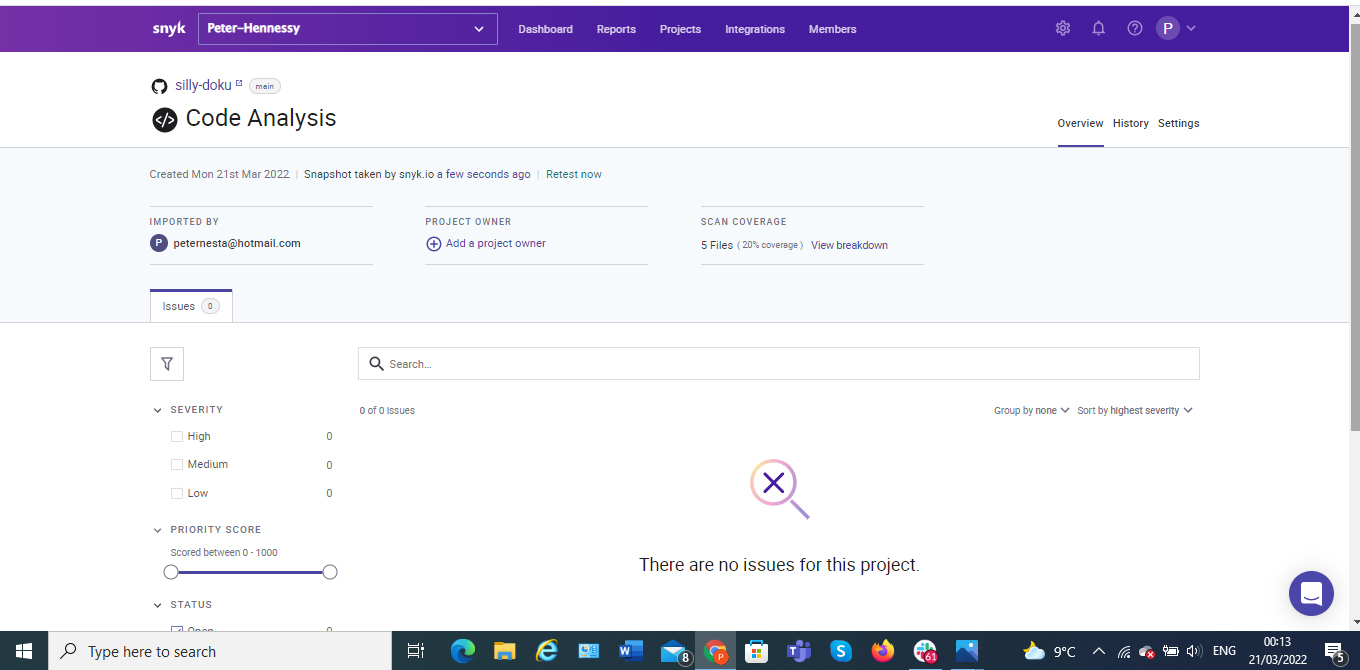 snyk Peter-Hennessy Dashboard Reports Projects Integrations Members P
silly-doku main
</> Code Analysis
Overview History Settings
Created Mon 21st Mar 2022 | Snapshot taken by snyk.io a few seconds ago | Retest now
IMPORTED BY PROJECT OWNER SCAN COVERAGE
P peternesta@hotmail.com Add a project owner 5 Files ( 20% coverage ) View breakdown
Issues 0
Search...
SEVERITY 0 of 0 issues Group by none Sort by highest severity
High 0
Medium 0
Low 0
PRIORITY SCORE
Scored between 0 - 1000
There are no issues for this project.
STATUS
Open 0
Type here to search 8 P 61 9°C ENG 00:13
21/03/2022 5